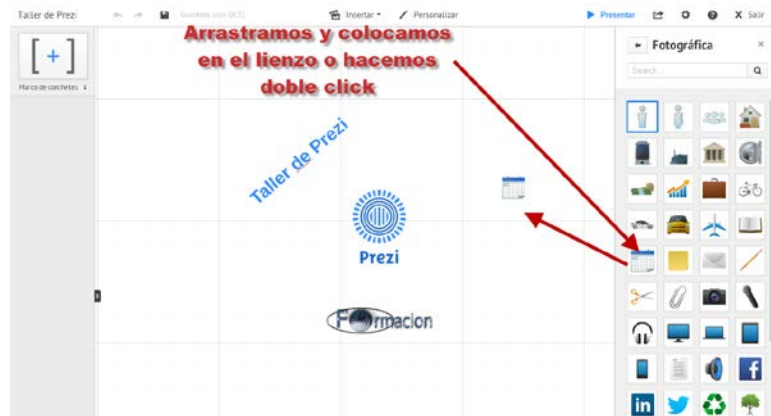 Taller de Prezi
Insertar
Personalizar
Presentar
Salir
Fotográfica
Search...
Marco de corchetes
Arrastramos y colocamos
en el lienzo o hacemos
doble click
Taller de Prezi
Prezi
Formacion